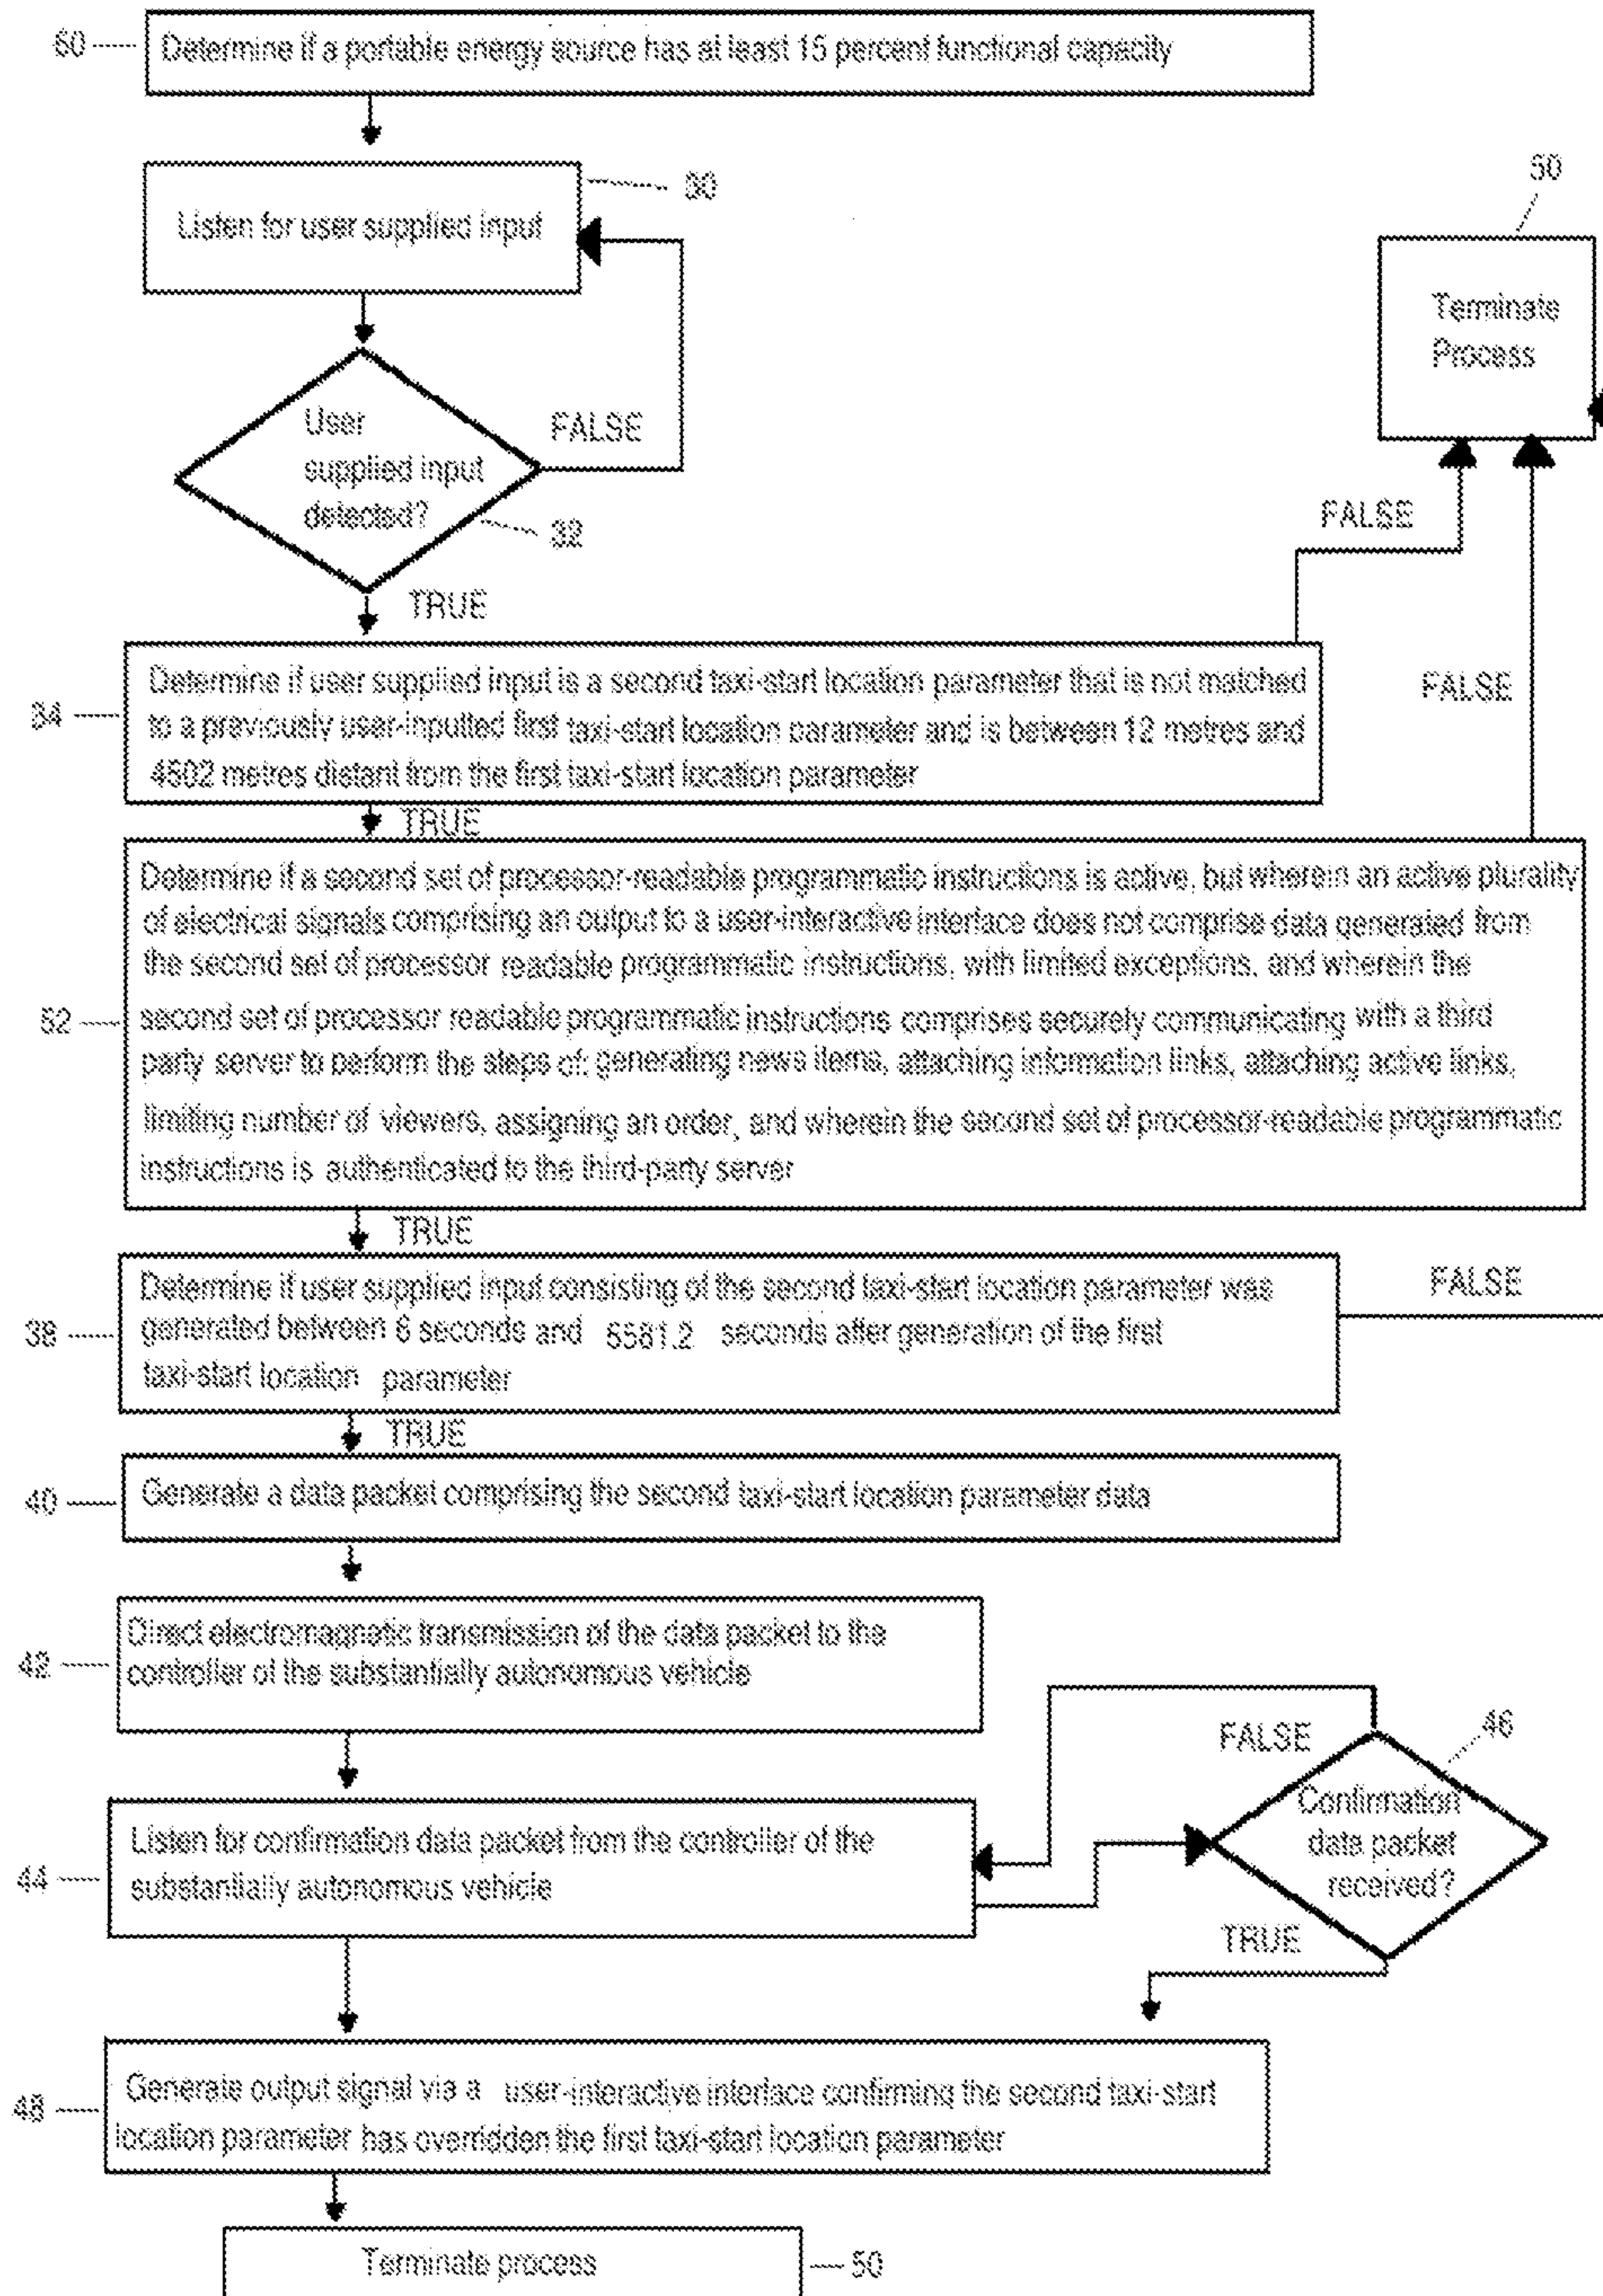 60
Determine if a portable energy source has at least 15 percent functional capacity
30
Listen for user supplied input
50
Terminate
Process
User
supplied input
detected?
FALSE
32
TRUE
FALSE
FALSE
34
Determine if user supplied input is a second taxi-start location parameter that is not matched
to a previously user-inputted first taxi-start location parameter and is between 12 metres and
4502 metres distant from the first taxi-start location parameter
TRUE
52
Determine if a second set of processor-readable programmatic instructions is active, but wherein an active plurality
of electrical signals comprising an output to a user-interactive interface does not comprise data generated from
the second set of processor readable programmatic instructions, with limited exceptions, and wherein the
second set of processor readable programmatic instructions comprises securely communicating with a third
party server to perform the steps of: generating news items, attaching information links, attaching active links,
limiting number of viewers, assigning an order, and wherein the second set of processor-readable programmatic
instructions is authenticated to the third-party server
TRUE
38
Determine if user supplied input consisting of the second taxi-start location parameter was
generated between 6 seconds and 5581.2 seconds after generation of the first
taxi-start location parameter
FALSE
TRUE
40
Generate a data packet comprising the second taxi-start location parameter data
42
Direct electromagnetic transmission of the data packet to the
controller of the substantially autonomous vehicle
FALSE
46
Confirmation
data packet
received?
44
Listen for confirmation data packet from the controller of the
substantially autonomous vehicle
TRUE
48
Generate output signal via a user-interactive interface confirming the second taxi-start
location parameter has overridden the first taxi-start location parameter
Terminate process
50